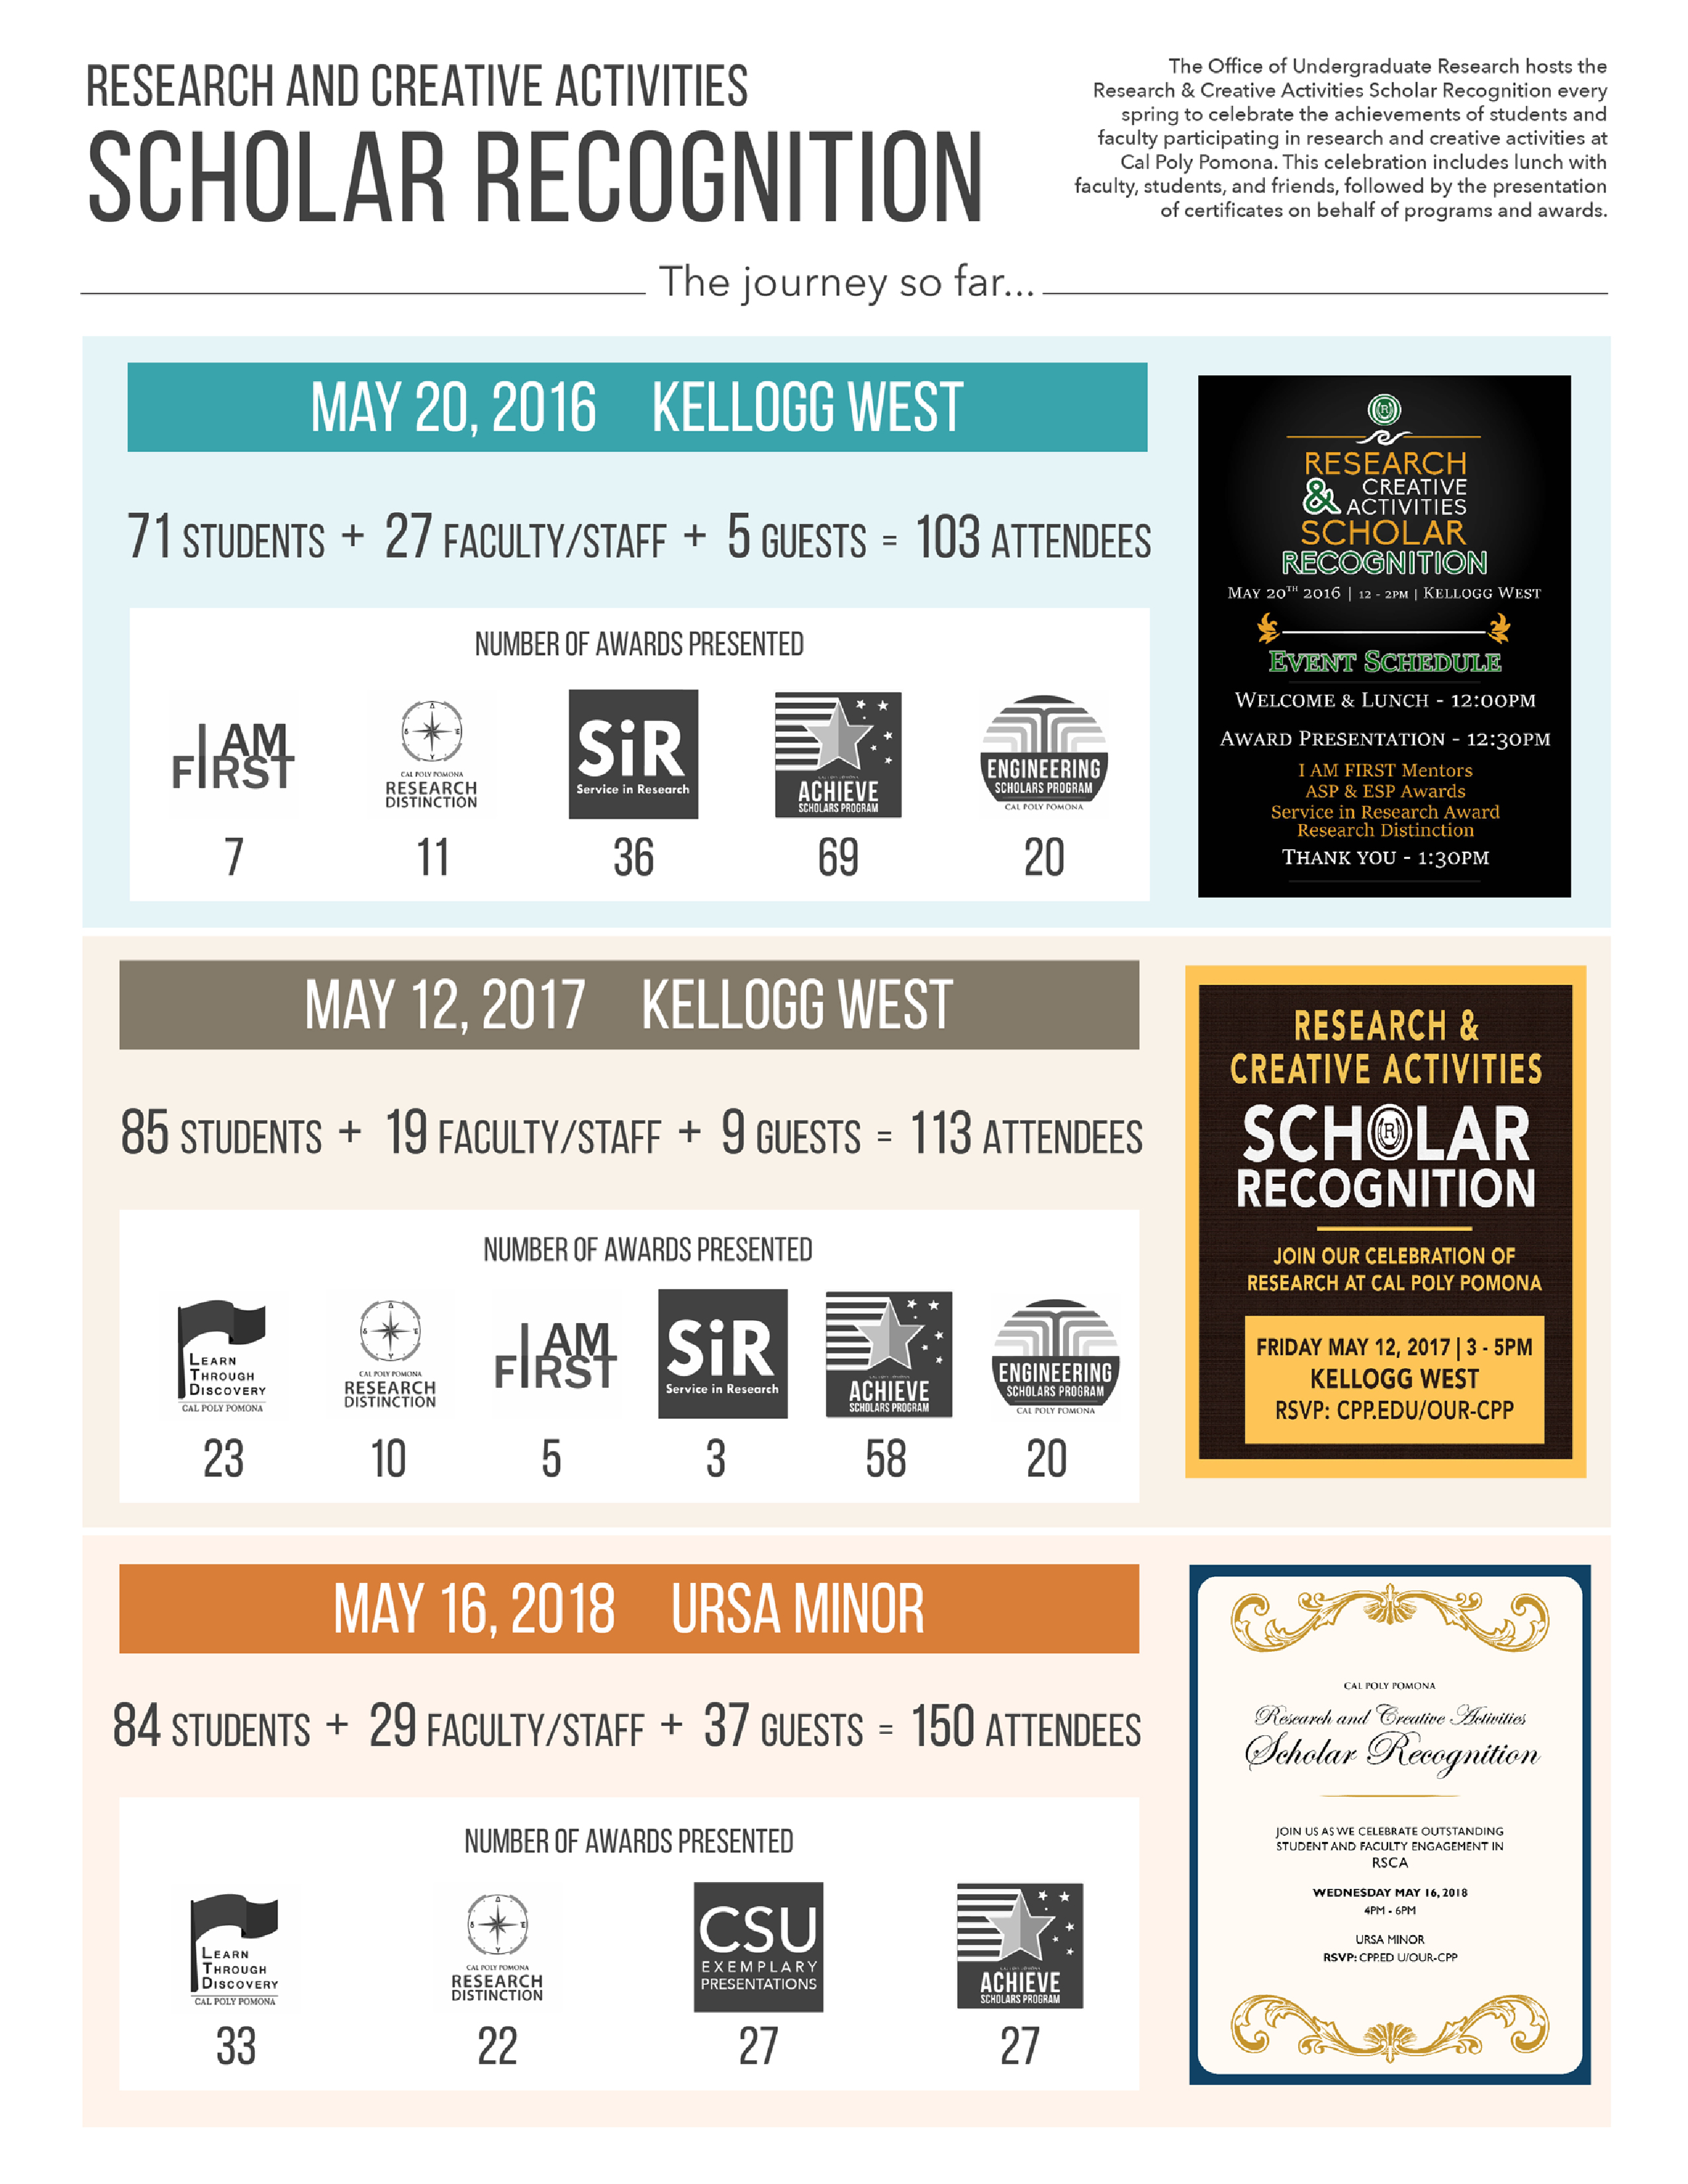 RESEARCH AND CREATIVE ACTIVITIES
SCHOLAR RECOGNITION
The Office of Undergraduate Research hosts the
Research & Creative Activities Scholar Recognition every
spring to celebrate the achievements of students and
faculty participating in research and creative activities at
Cal Poly Pomona. This celebration includes lunch with
faculty, students, and friends, followed by the presentation
of certificates on behalf of programs and awards.
The journey so far...
MAY 20, 2016 KELLOGG WEST
71 STUDENTS + 27 FACULTY/STAFF + 5 GUESTS = 103 ATTENDEES
NUMBER OF AWARDS PRESENTED
I AM
FIRST
7
CAL POLY POMONA
RESEARCH
DISTINCTION
11
SiR
Service in Research
36
ACHIEVE
SCHOLARS PROGRAM
69
ENGINEERING
SCHOLARS PROGRAM
CAL POLY POMONA
20
RESEARCH
& CREATIVE
ACTIVITIES
SCHOLAR
RECOGNITION
MAY 20TH 2016 | 12 - 2PM | KELLOGG WEST
EVENT SCHEDULE
WELCOME & LUNCH - 12:00PM
AWARD PRESENTATION - 12:30PM
I AM FIRST Mentors
ASP & ESP Awards
Service in Research Award
Research Distinction
THANK YOU - 1:30PM
MAY 12, 2017 KELLOGG WEST
85 STUDENTS + 19 FACULTY/STAFF + 9 GUESTS = 113 ATTENDEES
NUMBER OF AWARDS PRESENTED
LEARN
THROUGH
DISCOVERY
CAL POLY POMONA
23
CAL POLY POMONA
RESEARCH
DISTINCTION
10
I AM
FIRST
5
SiR
Service in Research
3
ACHIEVE
SCHOLARS PROGRAM
58
ENGINEERING
SCHOLARS PROGRAM
CAL POLY POMONA
20
RESEARCH &
CREATIVE ACTIVITIES
SCHOLAR
RECOGNITION
JOIN OUR CELEBRATION OF
RESEARCH AT CAL POLY POMONA
FRIDAY MAY 12, 2017 | 3 - 5PM
KELLOGG WEST
RSVP: CPP.EDU/OUR-CPP
MAY 16, 2018 URSA MINOR
84 STUDENTS + 29 FACULTY/STAFF + 37 GUESTS = 150 ATTENDEES
NUMBER OF AWARDS PRESENTED
LEARN
THROUGH
DISCOVERY
CAL POLY POMONA
33
CAL POLY POMONA
RESEARCH
DISTINCTION
22
CSU
EXEMPLARY
PRESENTATIONS
27
ACHIEVE
SCHOLARS PROGRAM
27
CAL POLY POMONA
Research and Creative Activities
Scholar Recognition
JOIN US AS WE CELEBRATE OUTSTANDING
STUDENT AND FACULTY ENGAGEMENT IN
RSCA
WEDNESDAY MAY 16, 2018
4PM - 6PM
URSA MINOR
RSVP: CPP.ED U/OUR-CPP